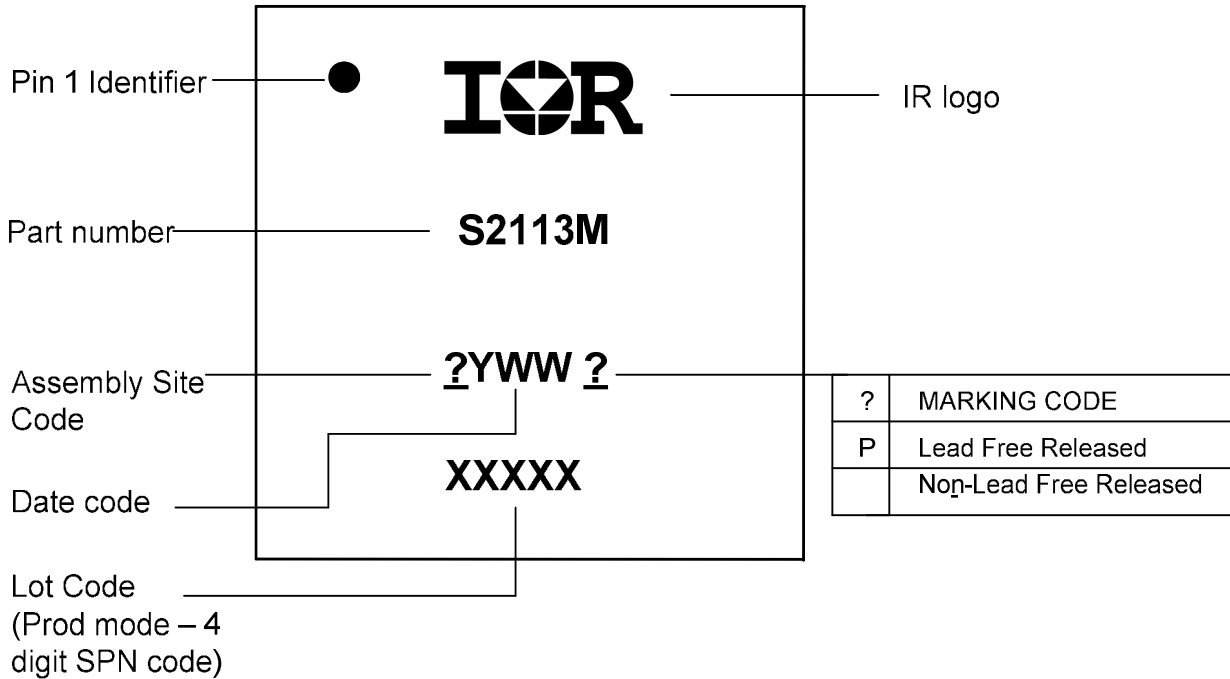 Pin 1 Identifier
IOR
IR logo
Part number
S2113M
Assembly Site
Code
?YWW ?
? MARKING CODE
P Lead Free Released
Non-Lead Free Released
Date code
XXXXX
Lot Code
(Prod mode – 4
digit SPN code)